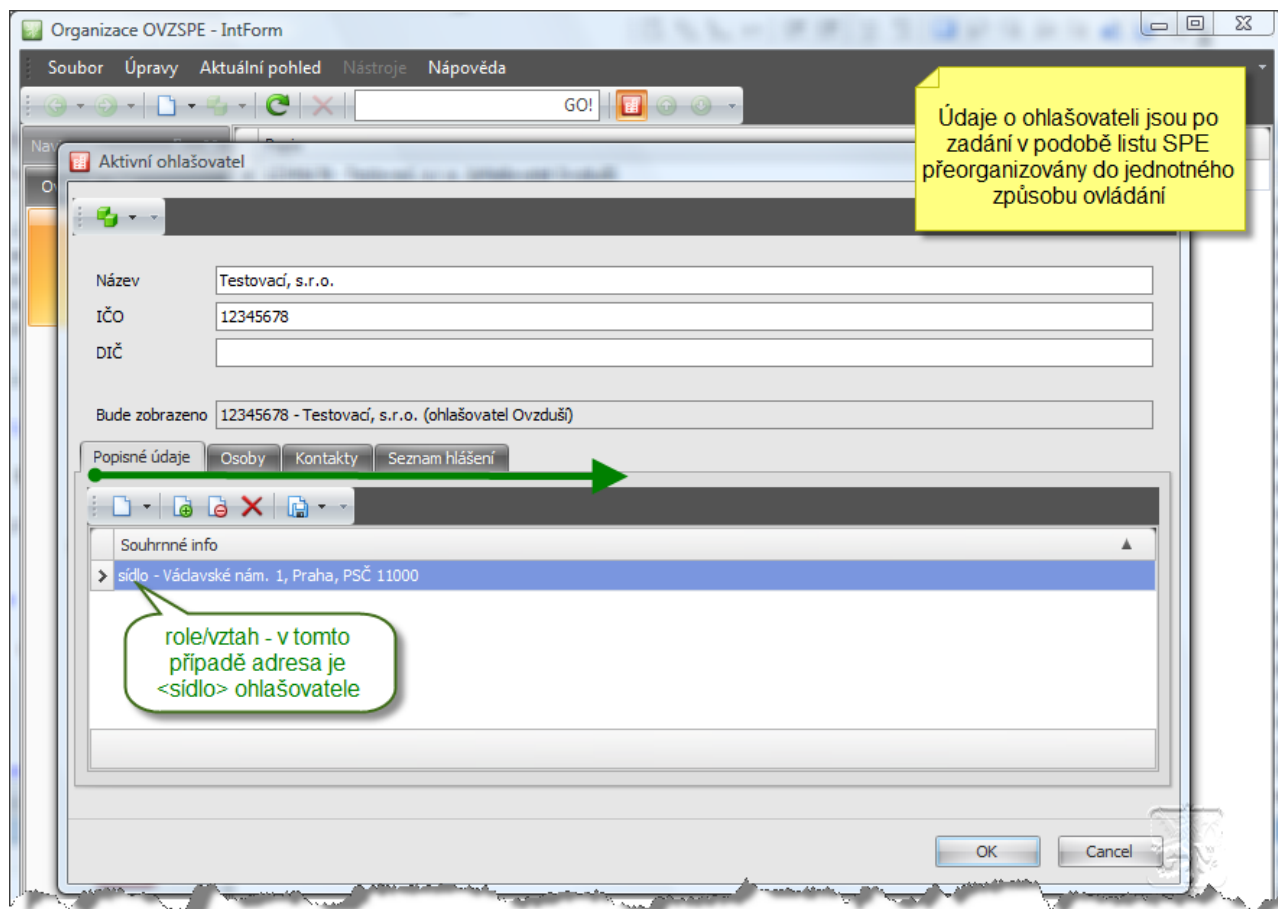 Organizace OVZSPE - IntForm
Soubor Úpravy Aktuální pohled Nástroje Nápověda
GO!
Údaje o ohlašovateli jsou po
zadání v podobě listu SPE
přeorganizovány do jednotného
způsobu ovládání
Aktivní ohlašovatel
Název Testovací, s.r.o.
IČO 12345678
DIČ
Bude zobrazeno 12345678 - Testovací, s.r.o. (ohlašovatel Ovzduší)
Popisné údaje Osoby Kontakty Seznam hlášení
Souhrnné info
sídlo - Václavské nám. 1, Praha, PSČ 11000
role/vztah - v tomto
případě adresa je
<sídlo> ohlašovatele
OK Cancel